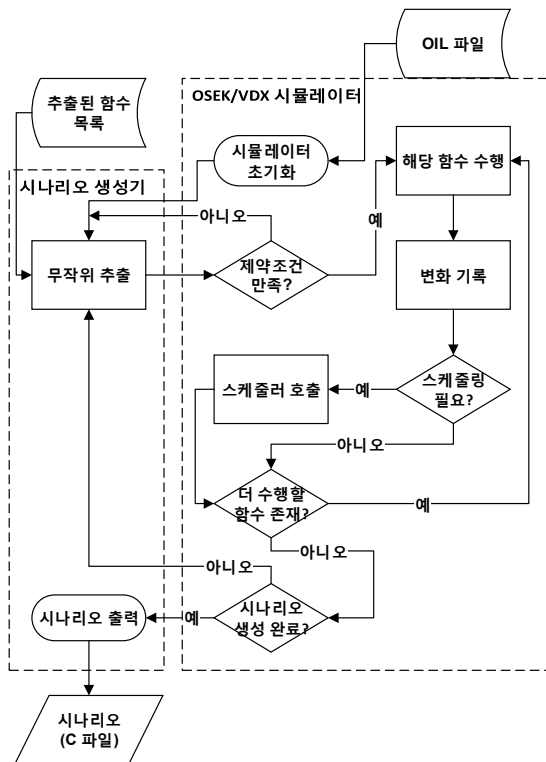 OIL 파일
추출된 함수
목록
OSEK/VDX 시뮬레이터
시뮬레이터
초기화
해당 함수 수행
시나리오 생성기
아니오
예
무작위 추출
제약조건
만족?
변화 기록
스케줄러 호출
예
스케줄링
필요?
아니오
더 수행할
함수 존재?
예
아니오
아니오
시나리오 출력
예
시나리오
생성 완료?
시나리오
(C 파일)